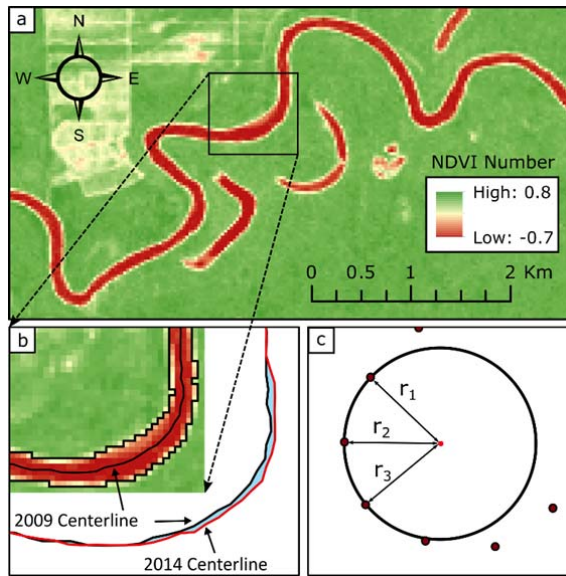 a
N
W E
S
NDVI Number
High: 0.8
Low: -0.7
0 0.5 1 2 Km
b
2009 Centerline
2014 Centerline
c
r1
r2
r3